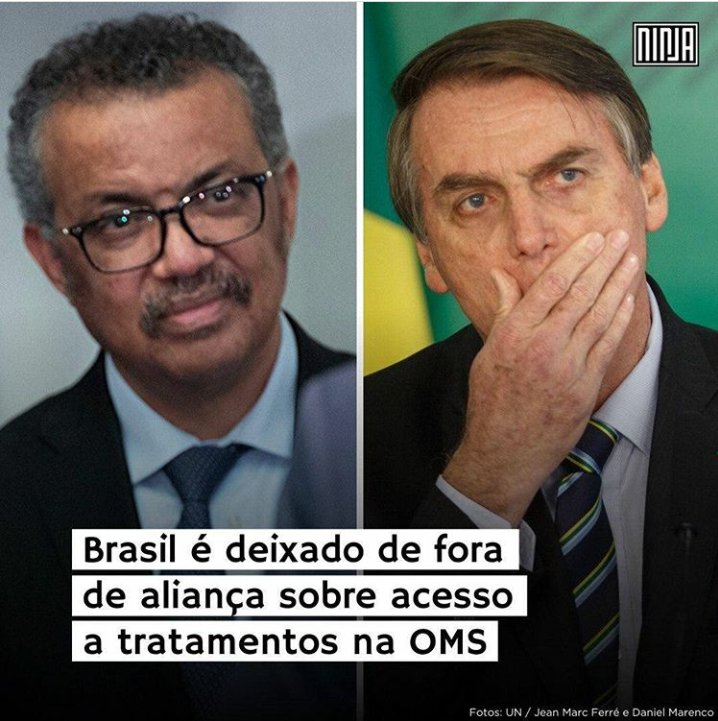 NINJA
Brasil é deixado de fora
de aliança sobre acesso
a tratamentos na OMS
Fotos: UN / Jean Marc Ferré e Daniel Marenco